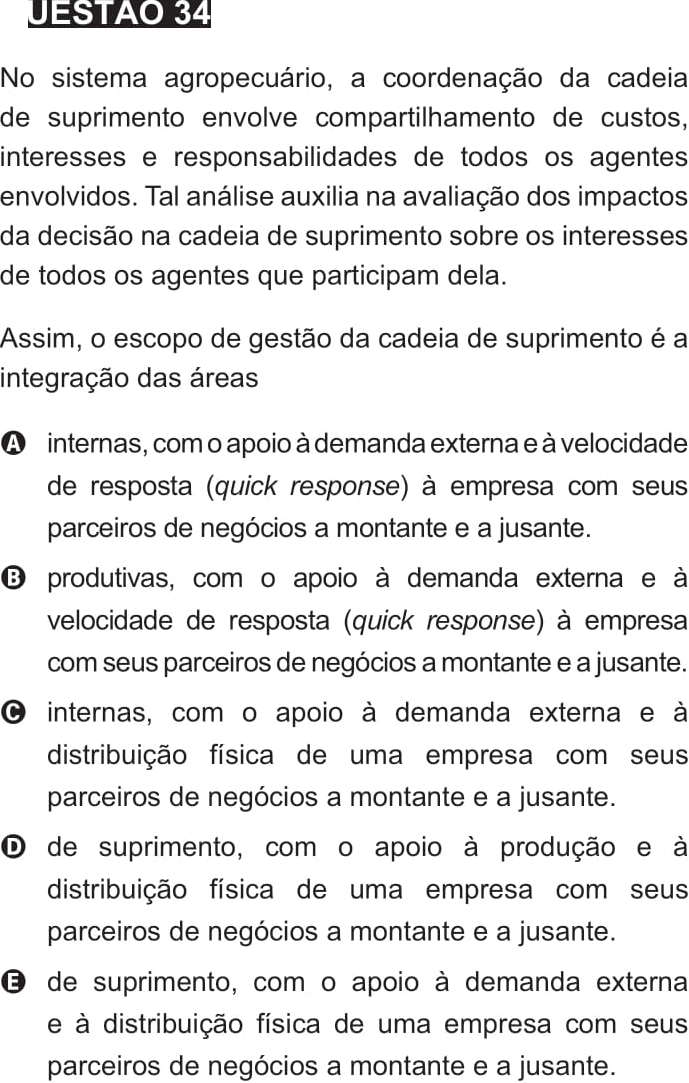 UESTÃO 34
No sistema agropecuário, a coordenação da cadeia
de suprimento envolve compartilhamento de custos,
interesses e responsabilidades de todos os agentes
envolvidos. Tal análise auxilia na avaliação dos impactos
da decisão na cadeia de suprimento sobre os interesses
de todos os agentes que participam dela.
Assim, o escopo de gestão da cadeia de suprimento é a
integração das áreas
A internas, com o apoio à demanda externa e à velocidade
de resposta (quick response) à empresa com seus
parceiros de negócios a montante e a jusante.
B produtivas, com o apoio à demanda externa e à
velocidade de resposta (quick response) à empresa
com seus parceiros de negócios a montante e a jusante.
C internas, com o apoio à demanda externa e à
distribuição física de uma empresa com seus
parceiros de negócios a montante e a jusante.
D de suprimento, com o apoio à produção e à
distribuição física de uma empresa com seus
parceiros de negócios a montante e a jusante.
E de suprimento, com o apoio à demanda externa
e à distribuição física de uma empresa com seus
parceiros de negócios a montante e a jusante.